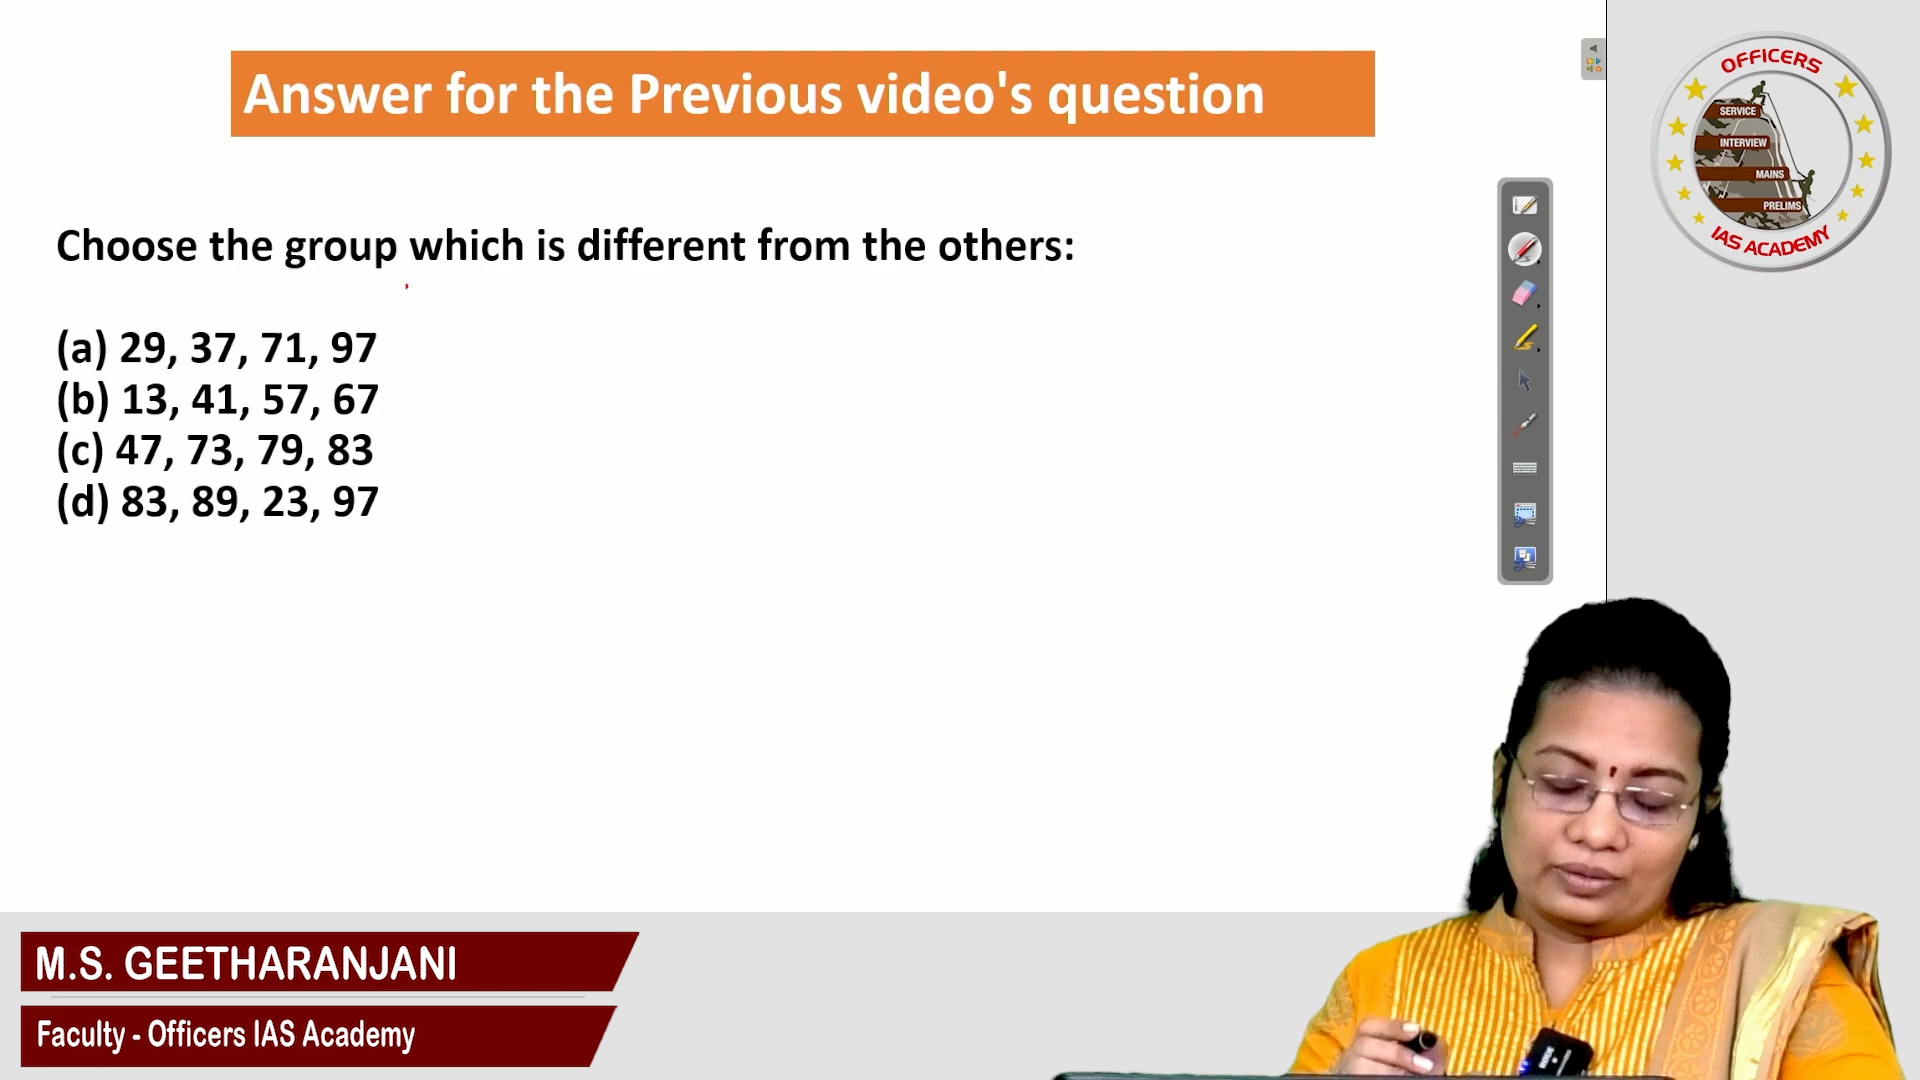 Answer for the Previous video's question
OFFICERS
SERVICE
INTERVIEW
MAINS
PRELIMS
IAS ACADEMY
Choose the group which is different from the others:
(a) 29, 37, 71, 97
(b) 13, 41, 57, 67
(c) 47, 73, 79, 83
(d) 83, 89, 23, 97
M.S. GEETHARANJANI
Faculty - Officers IAS Academy